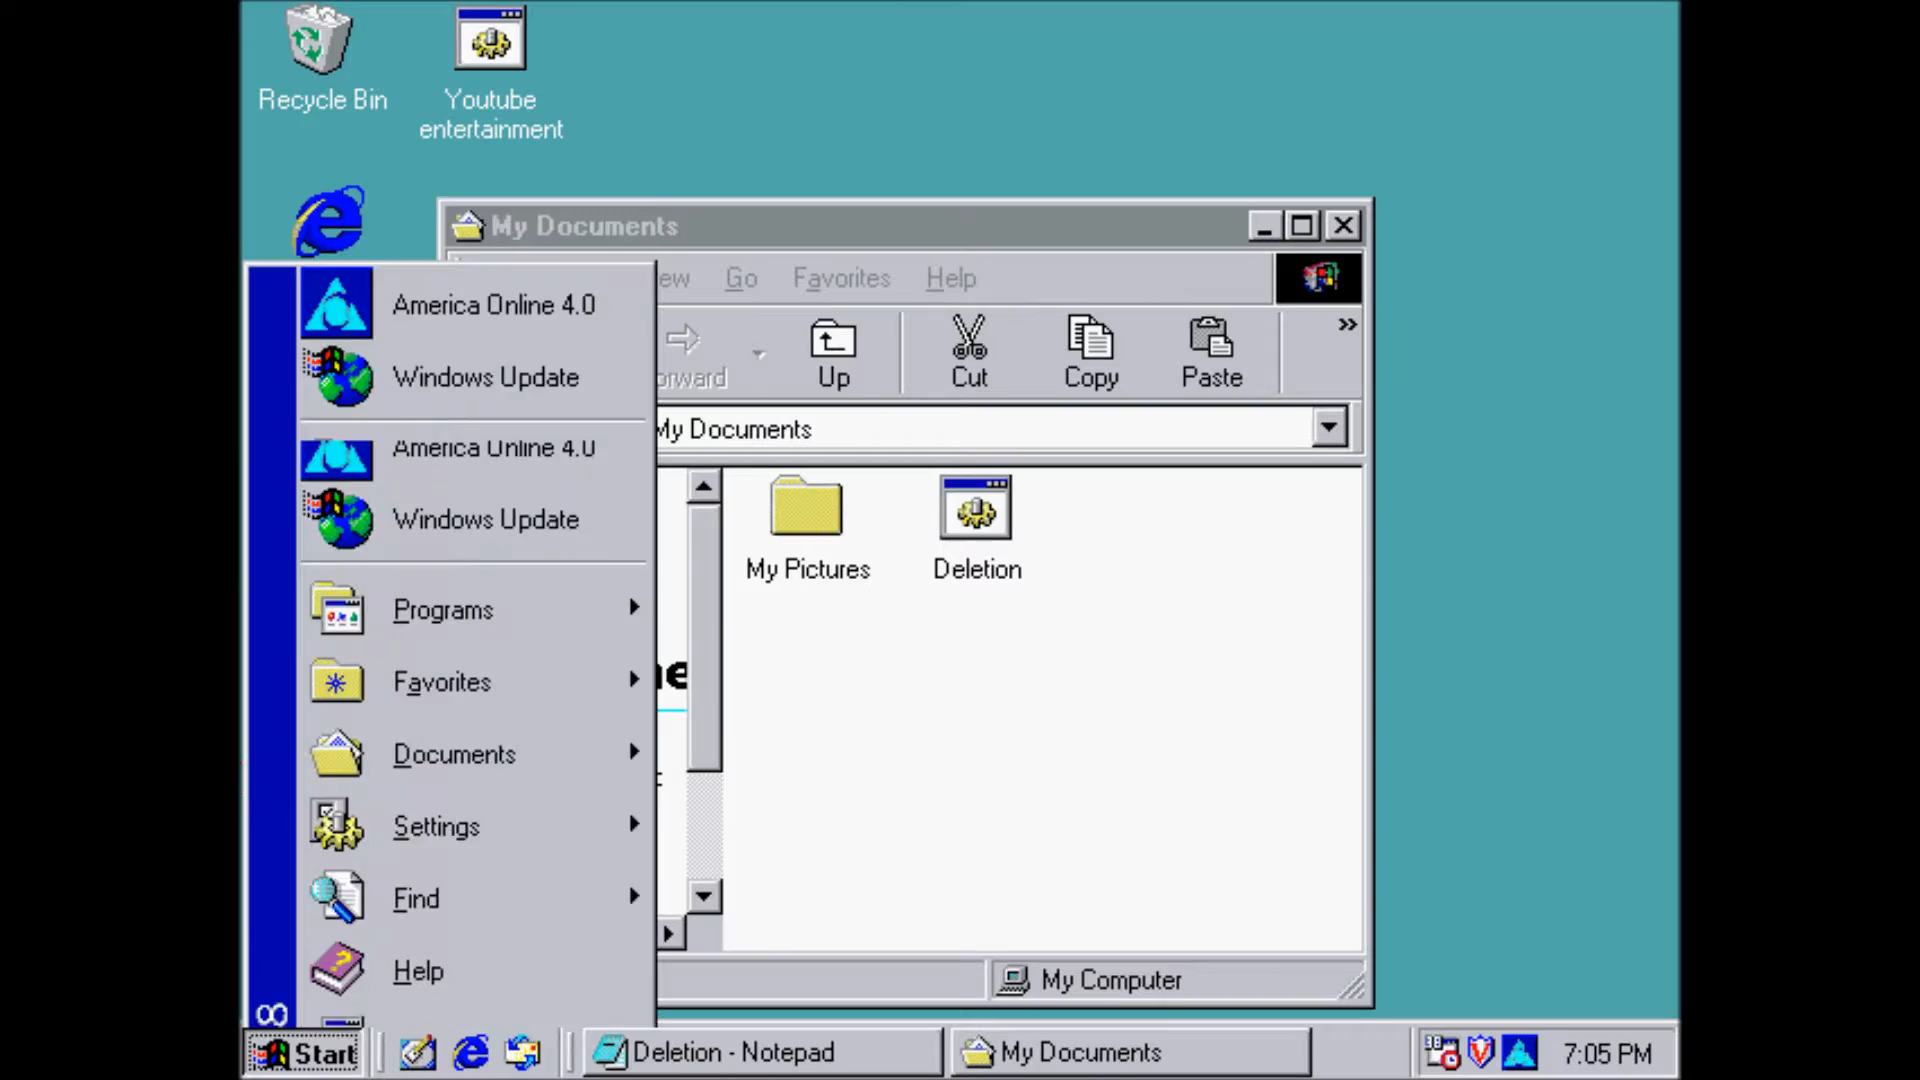 Recycle Bin
Youtube
entertainment
My Documents
ew Go Favorites Help
orward Up Cut Copy Paste
My Documents
My Pictures
Deletion
ne
My Computer
America Online 4.0
Windows Update
America Online 4.0
Windows Update
Programs
Favorites
Documents
Settings
Find
Help
Start
Deletion - Notepad
My Documents
7:05 PM